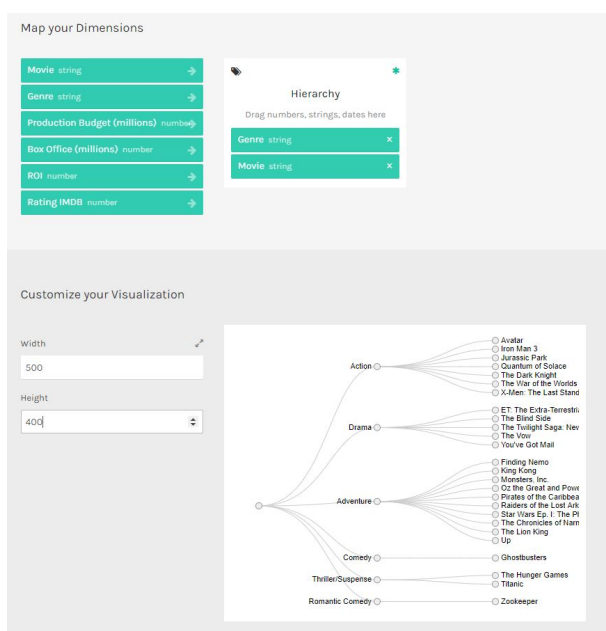 Map your Dimensions
Movie string
Genre string
Production Budget (millions) number
Box Office (millions) number
ROI number
Rating IMDB number
Hierarchy
Drag numbers, strings, dates here
Genre string
Movie string
Customize your Visualization
Width
500
Height
400
Action
Avatar
Iron Man 3
Jurassic Park
Quantum of Solace
The Dark Knight
The War of the Worlds
X-Men: The Last Stand
Drama
ET: The Extra-Terrestri
The Blind Side
The Twilight Saga: New
The Vow
You've Got Mail
Adventure
Finding Nemo
King Kong
Monsters, Inc.
Oz the Great and Powe
Pirates of the Caribbea
Raiders of the Lost Ark
Star Wars Ep. I: The Ph
The Chronicles of Narn
The Lion King
Up
Comedy
Ghostbusters
Thriller/Suspense
The Hunger Games
Titanic
Romantic Comedy
Zookeeper